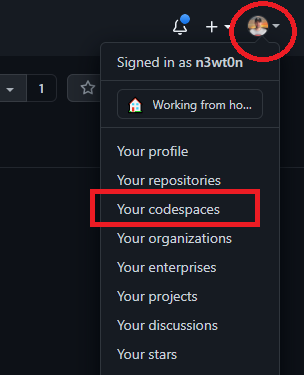 1
Signed in as n3wt0n
Working from ho...
Your profile
Your repositories
Your codespaces
Your organizations
Your enterprises
Your projects
Your discussions
Your stars